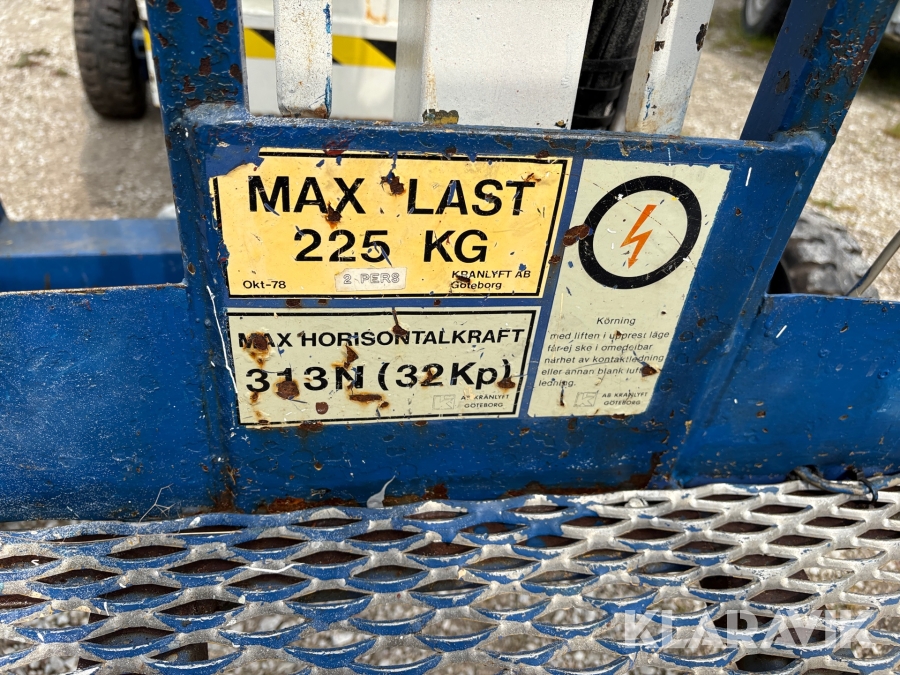 MAX LAST
225 KG
2 PERS
Okt-78
KRANLYFT AB
Göteborg
MAX HORISONTALKRAFT
313N (32Kp)
AB KRANLYFT
GÖTEBORG
Körning
med liften i upprest läge
får ej ske i omedelbar
närhet av kontaktledning
eller annan blank luft-
ledning.
AB KRANLYFT
GÖTEBORG
KLARAVIK